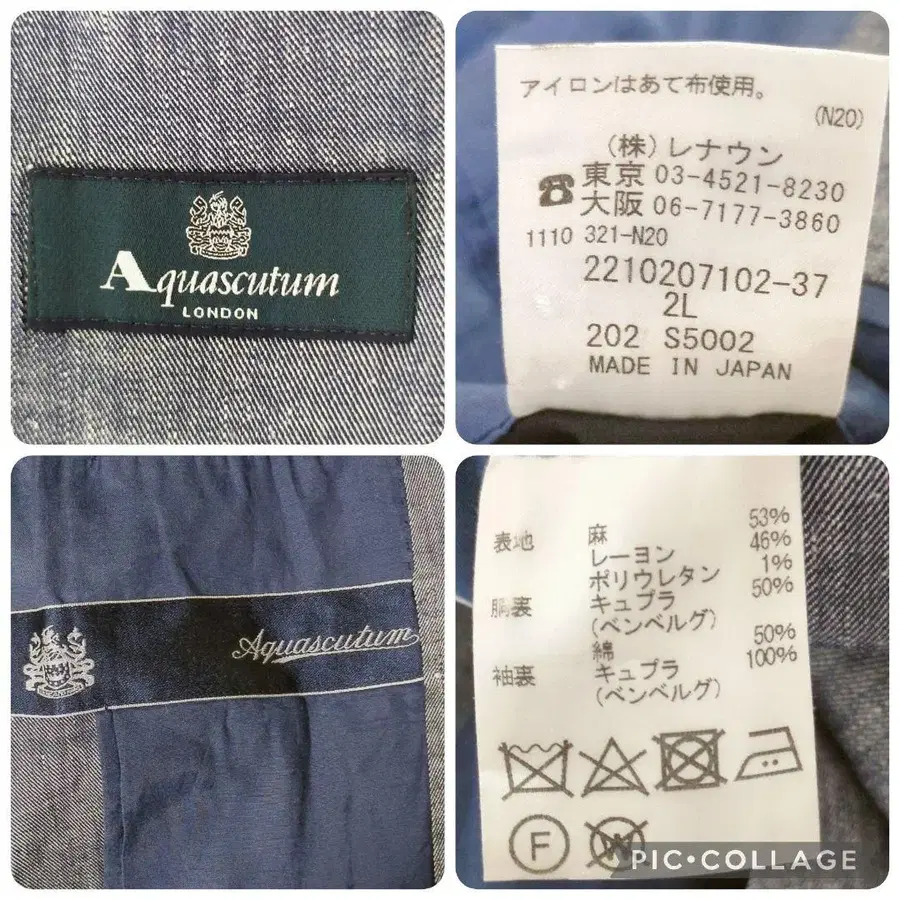 Aquascutum
LONDON
アイロンはあて布使用。
(N20)
(株)レナウン
☎東京 03-4521-8230
大阪 06-7177-3860
1110 321-N20
2210207102-37
2L
202 S5002
MADE IN JAPAN
Aquascutum
表地 麻 53%
レーヨン 46%
ポリウレタン 1%
胴裏 キュプラ 50%
(ベンベルグ)
綿 50%
袖裏 キュプラ 100%
(ベンベルグ)
F
W
PIC•COLLAGE